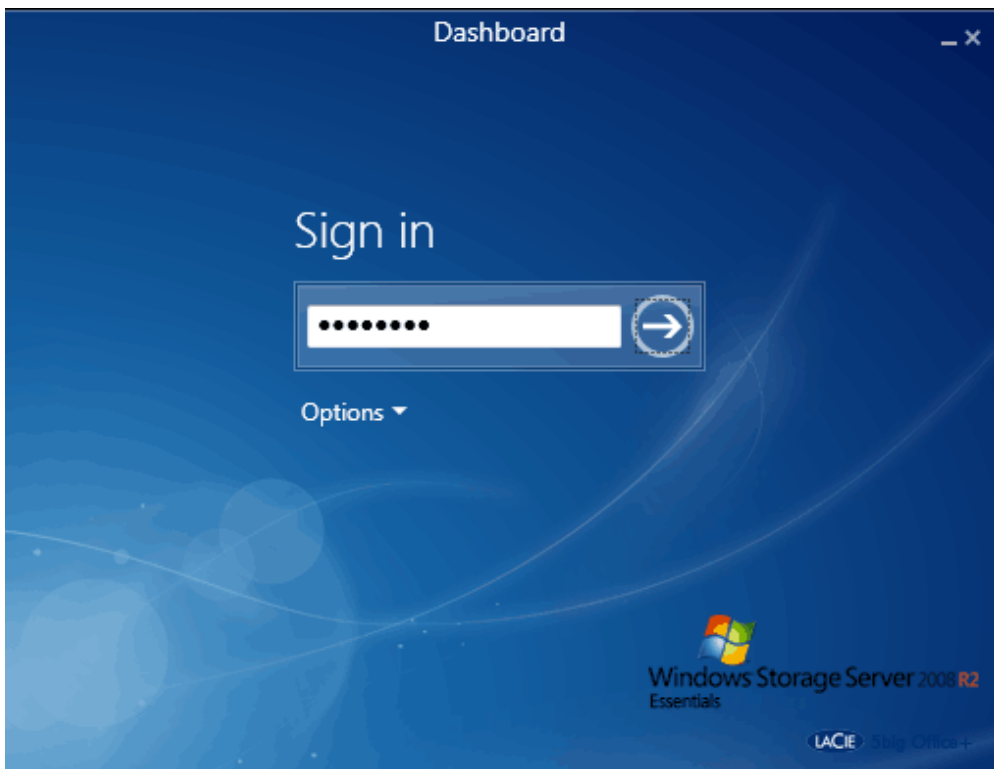 Dashboard
Sign in
••••••••
Options
Windows Storage Server 2008 R2
Essentials
LACIE 5big Office+